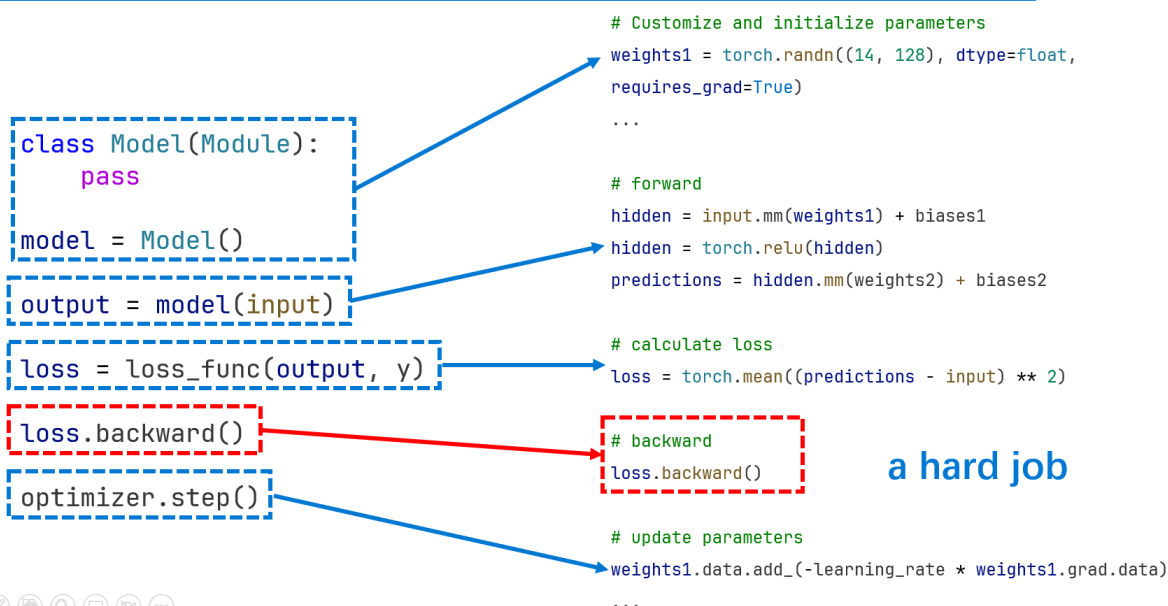 class Model(Module):
    pass
model = Model()
output = model(input)
loss = loss_func(output, y)
loss.backward()
optimizer.step()
# Customize and initialize parameters
weights1 = torch.randn((14, 128), dtype=float,
requires_grad=True)
...
# forward
hidden = input.mm(weights1) + biases1
hidden = torch.relu(hidden)
predictions = hidden.mm(weights2) + biases2
# calculate loss
loss = torch.mean((predictions - input) ** 2)
# backward
loss.backward()
a hard job
# update parameters
weights1.data.add_(-learning_rate * weights1.grad.data)
...